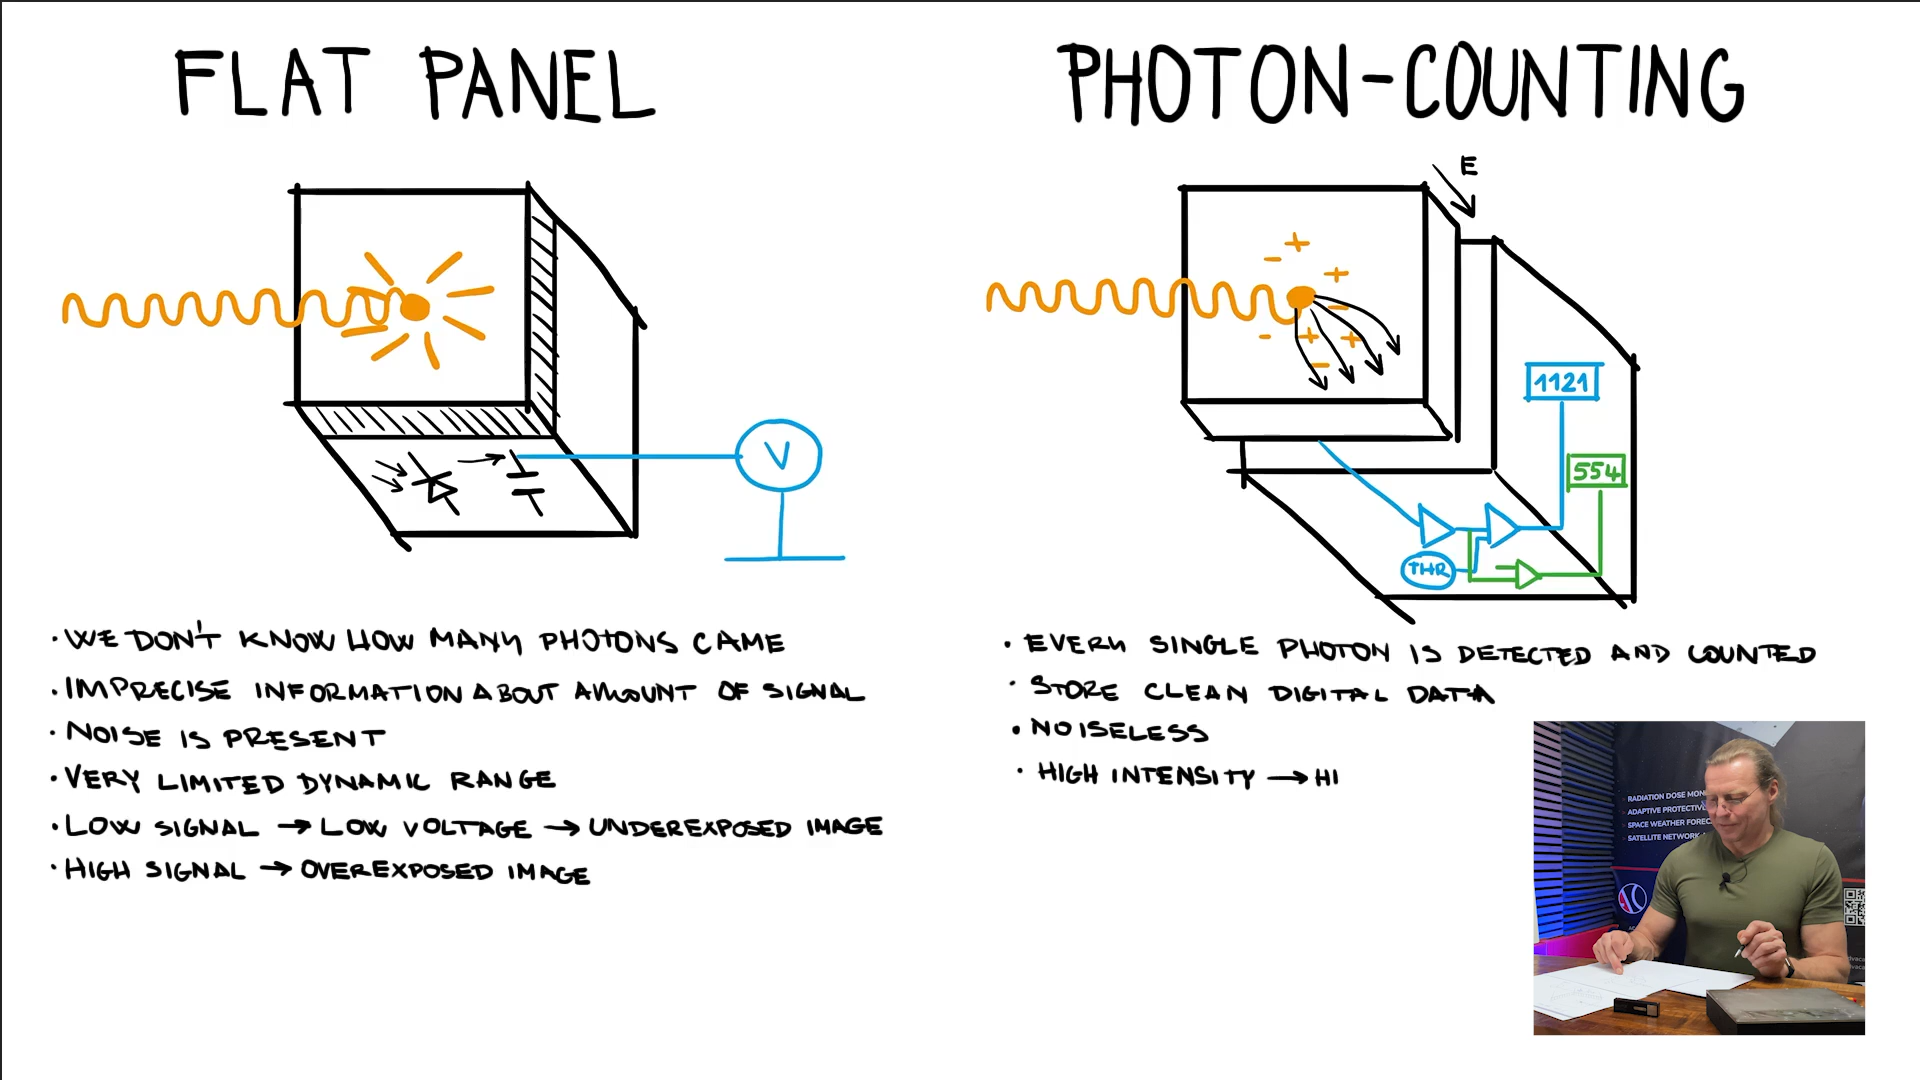 FLAT PANEL
V
· WE DON'T KNOW HOW MANY PHOTONS CAME
· IMPRECISE INFORMATION ABOUT AMOUNT OF SIGNAL
· NOISE IS PRESENT
· VERY LIMITED DYNAMIC RANGE
· LOW SIGNAL → LOW VOLTAGE → UNDEREXPOSED IMAGE
· HIGH SIGNAL → OVEREXPOSED IMAGE
PHOTON-COUNTING
E
1121
554
THR
· EVERY SINGLE PHOTON IS DETECTED AND COUNTED
· STORE CLEAN DIGITAL DATA
· NOISELESS
· HIGH INTENSITY → HI
RADIATION DOSE
ADAPTIVE
SPACE WEATHER
SATELLITE NETWORK